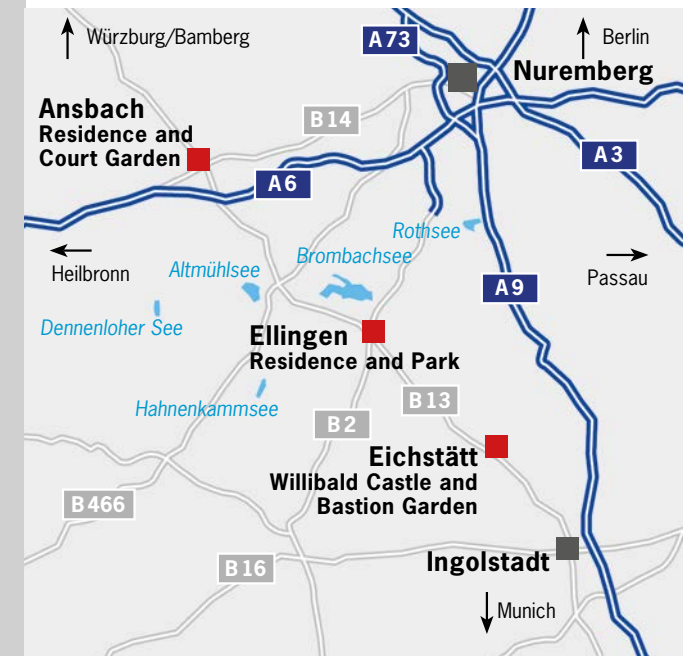 Würzburg/Bamberg
A73
Berlin
Nuremberg
Ansbach
Residence and
Court Garden
B14
A3
A6
Rothsee
Heilbronn
Altmühlsee
Brombachsee
Passau
A9
Dennenloher See
Ellingen
Residence and Park
Hahnenkammsee
B13
B2
Eichstätt
Willibald Castle and
Bastion Garden
B466
B16
Ingolstadt
Munich